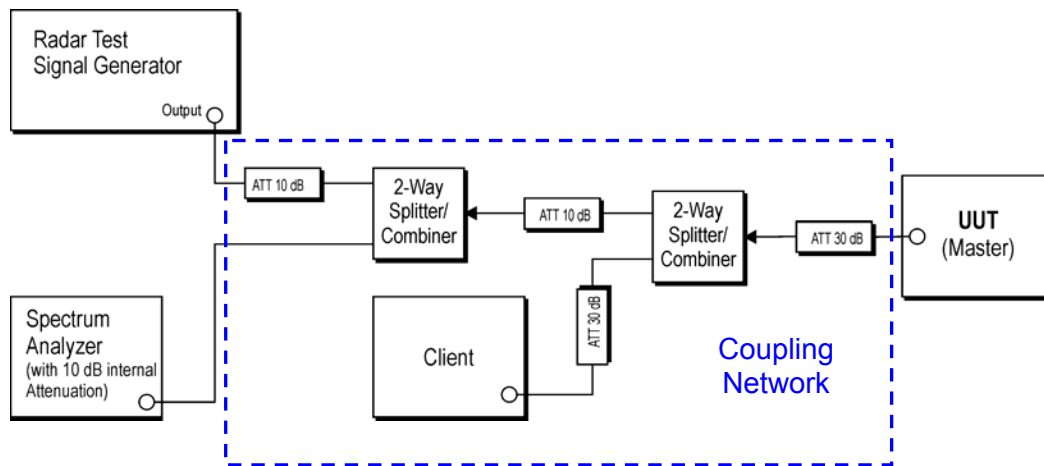 Radar Test
Signal Generator
Output
ATT 10 dB
2-Way
Splitter/
Combiner
ATT 10 dB
2-Way
Splitter/
Combiner
ATT 30 dB
UUT
(Master)
Spectrum
Analyzer
(with 10 dB internal
Attenuation)
Client
ATT 30 dB
Coupling
Network